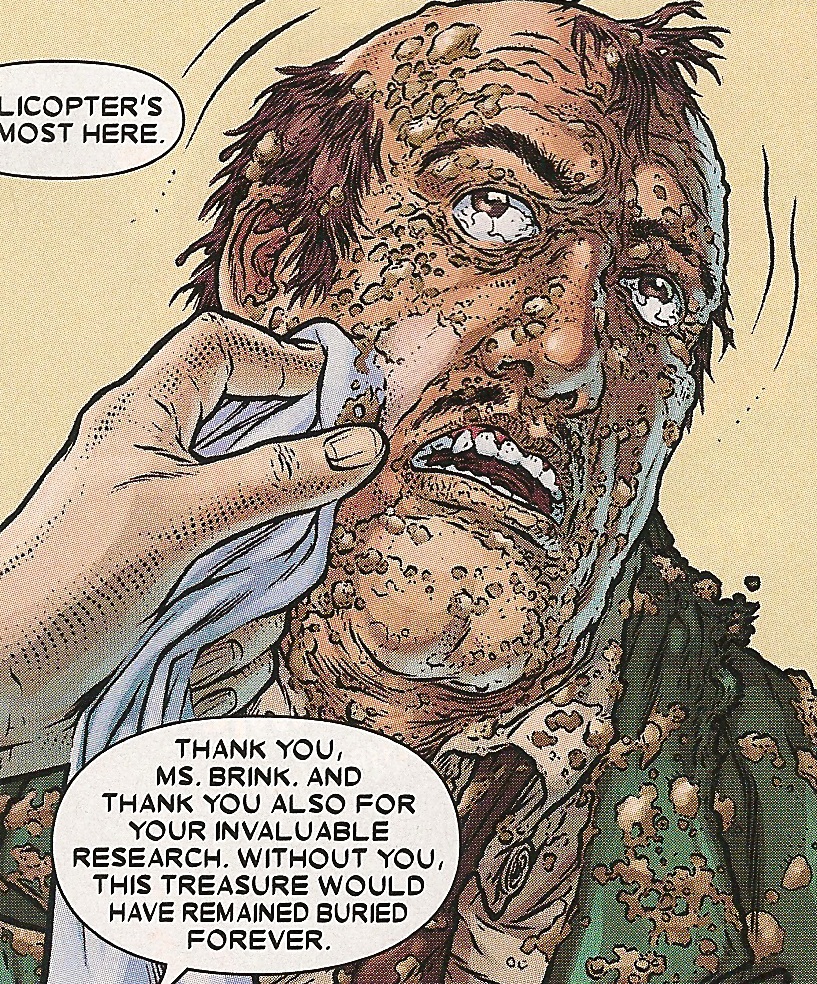 LICOPTER'S
MOST HERE.
THANK YOU,
MS. BRINK. AND
THANK YOU ALSO FOR
YOUR INVALUABLE
RESEARCH. WITHOUT YOU,
THIS TREASURE WOULD
HAVE REMAINED BURIED
FOREVER.